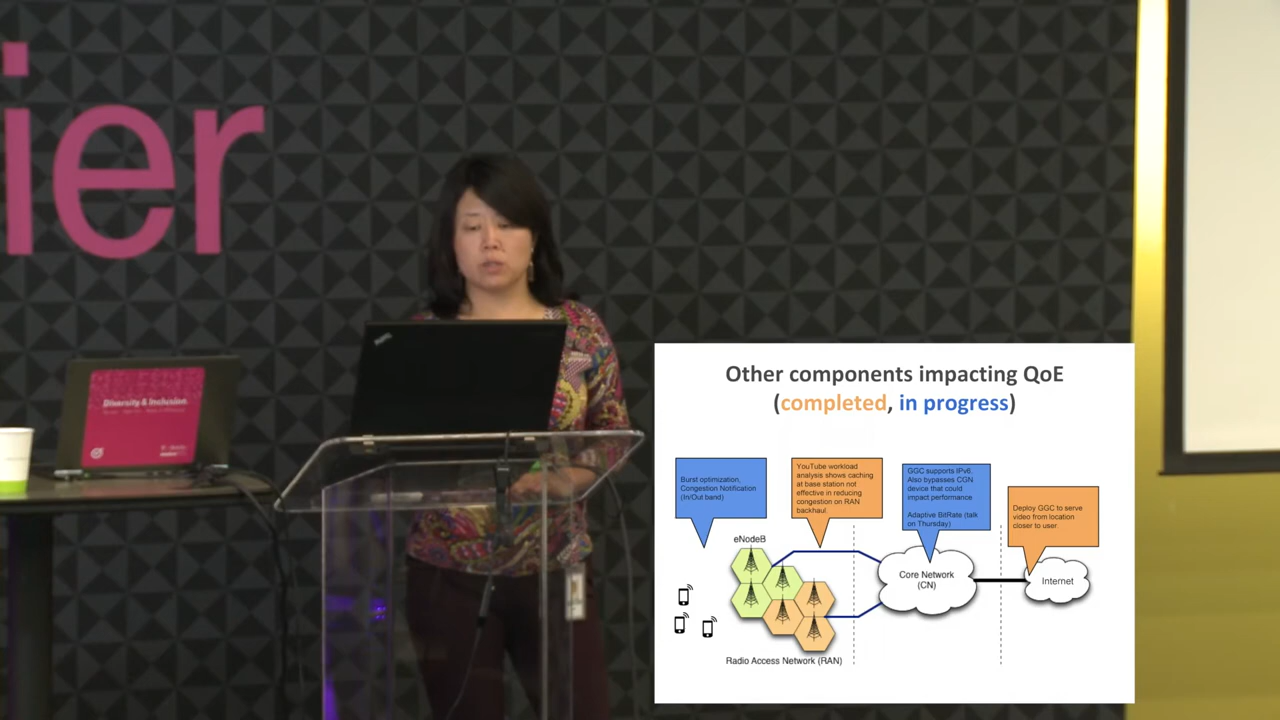 ier
Diversity & Inclusion
Other components impacting QoE
(completed, in progress)
Burst optimization,
Congestion Notification
(In/Out band)
YouTube workload
analysis shows caching
at base station not
effective in reducing
congestion on RAN
backhaul.
GGC supports IPv6.
Also bypasses CGN
device that could
impact performance
Adaptive BitRate (talk
on Thursday)
Deploy GGC to serve
video from location
closer to user.
eNodeB
Core Network
(CN)
Internet
Radio Access Network (RAN)